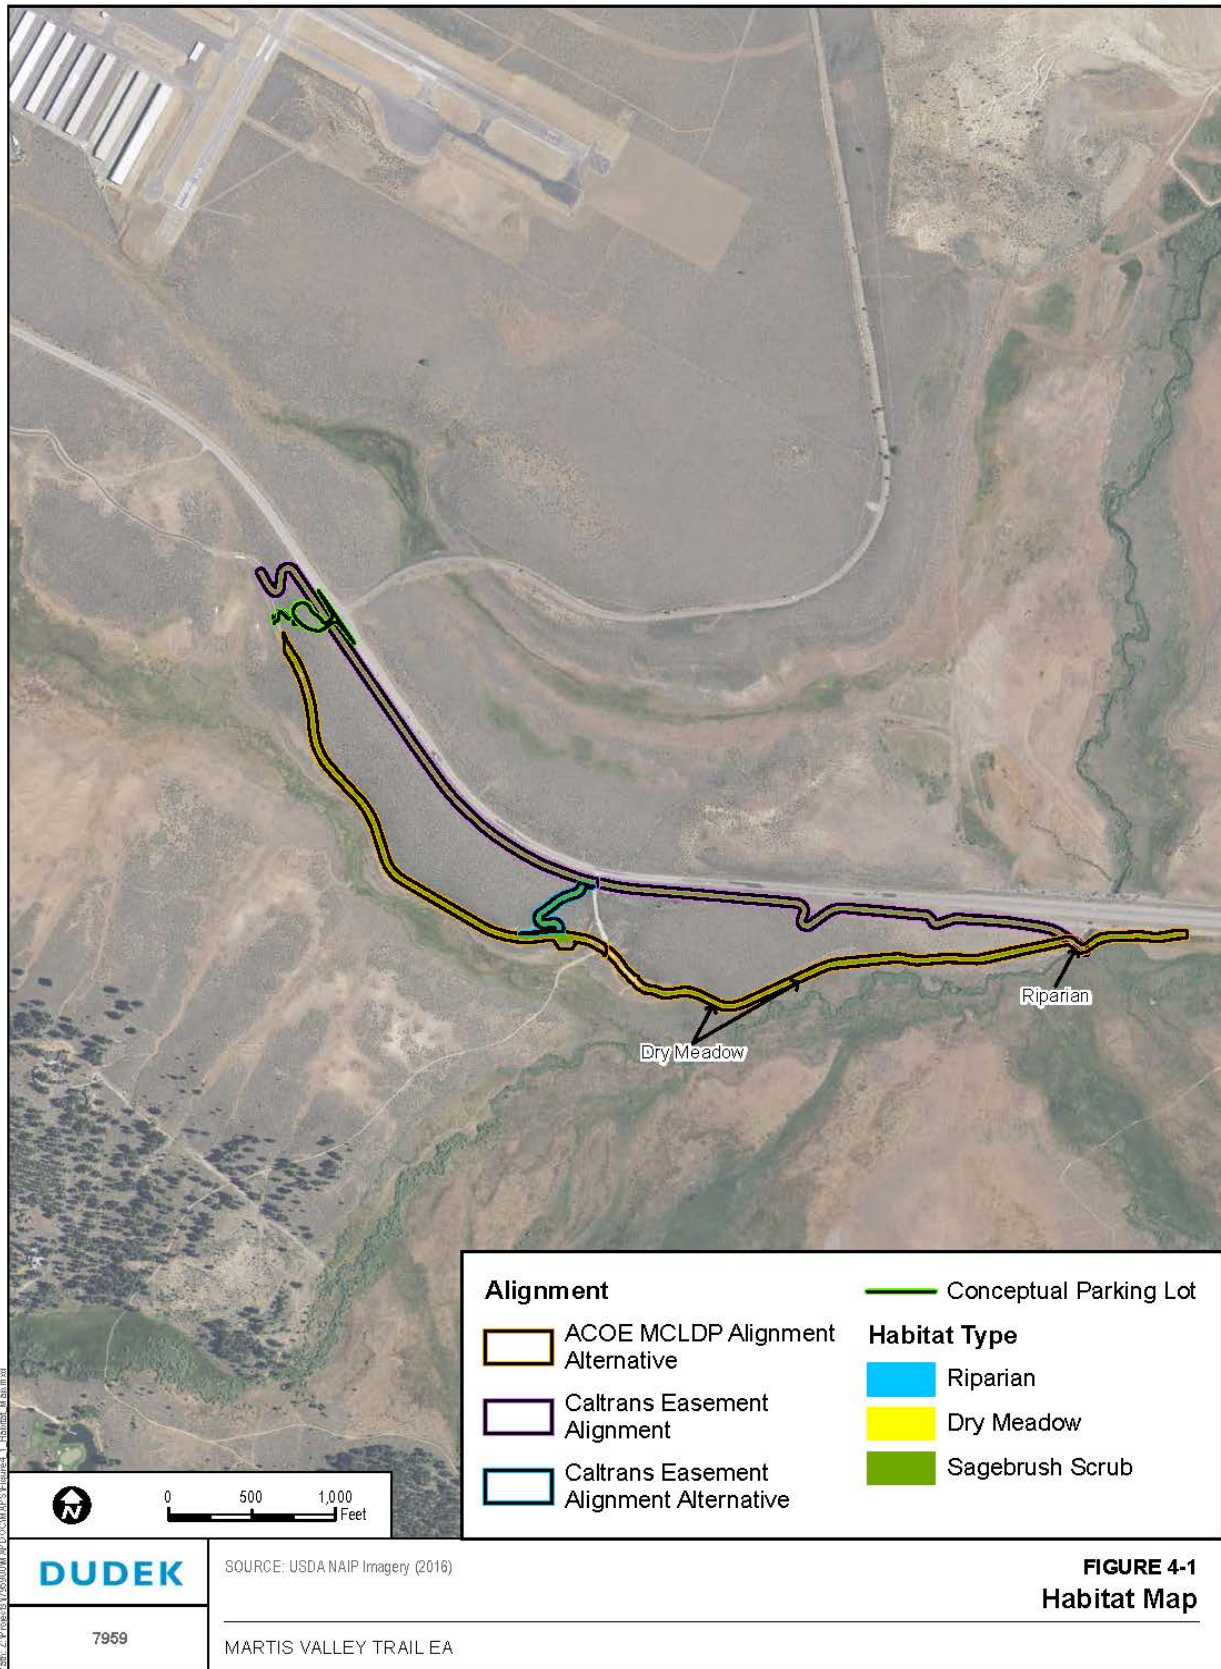 Riparian
Dry Meadow
Alignment
ACOE MCLDP Alignment
Alternative
Caltrans Easement
Alignment
Caltrans Easement
Alignment Alternative
Conceptual Parking Lot
Habitat Type
Riparian
Dry Meadow
Sagebrush Scrub
N
0 500 1,000
Feet
DUDEK
7959
SOURCE: USDA NAIP Imagery (2016)
MARTIS VALLEY TRAIL EA
FIGURE 4-1
Habitat Map